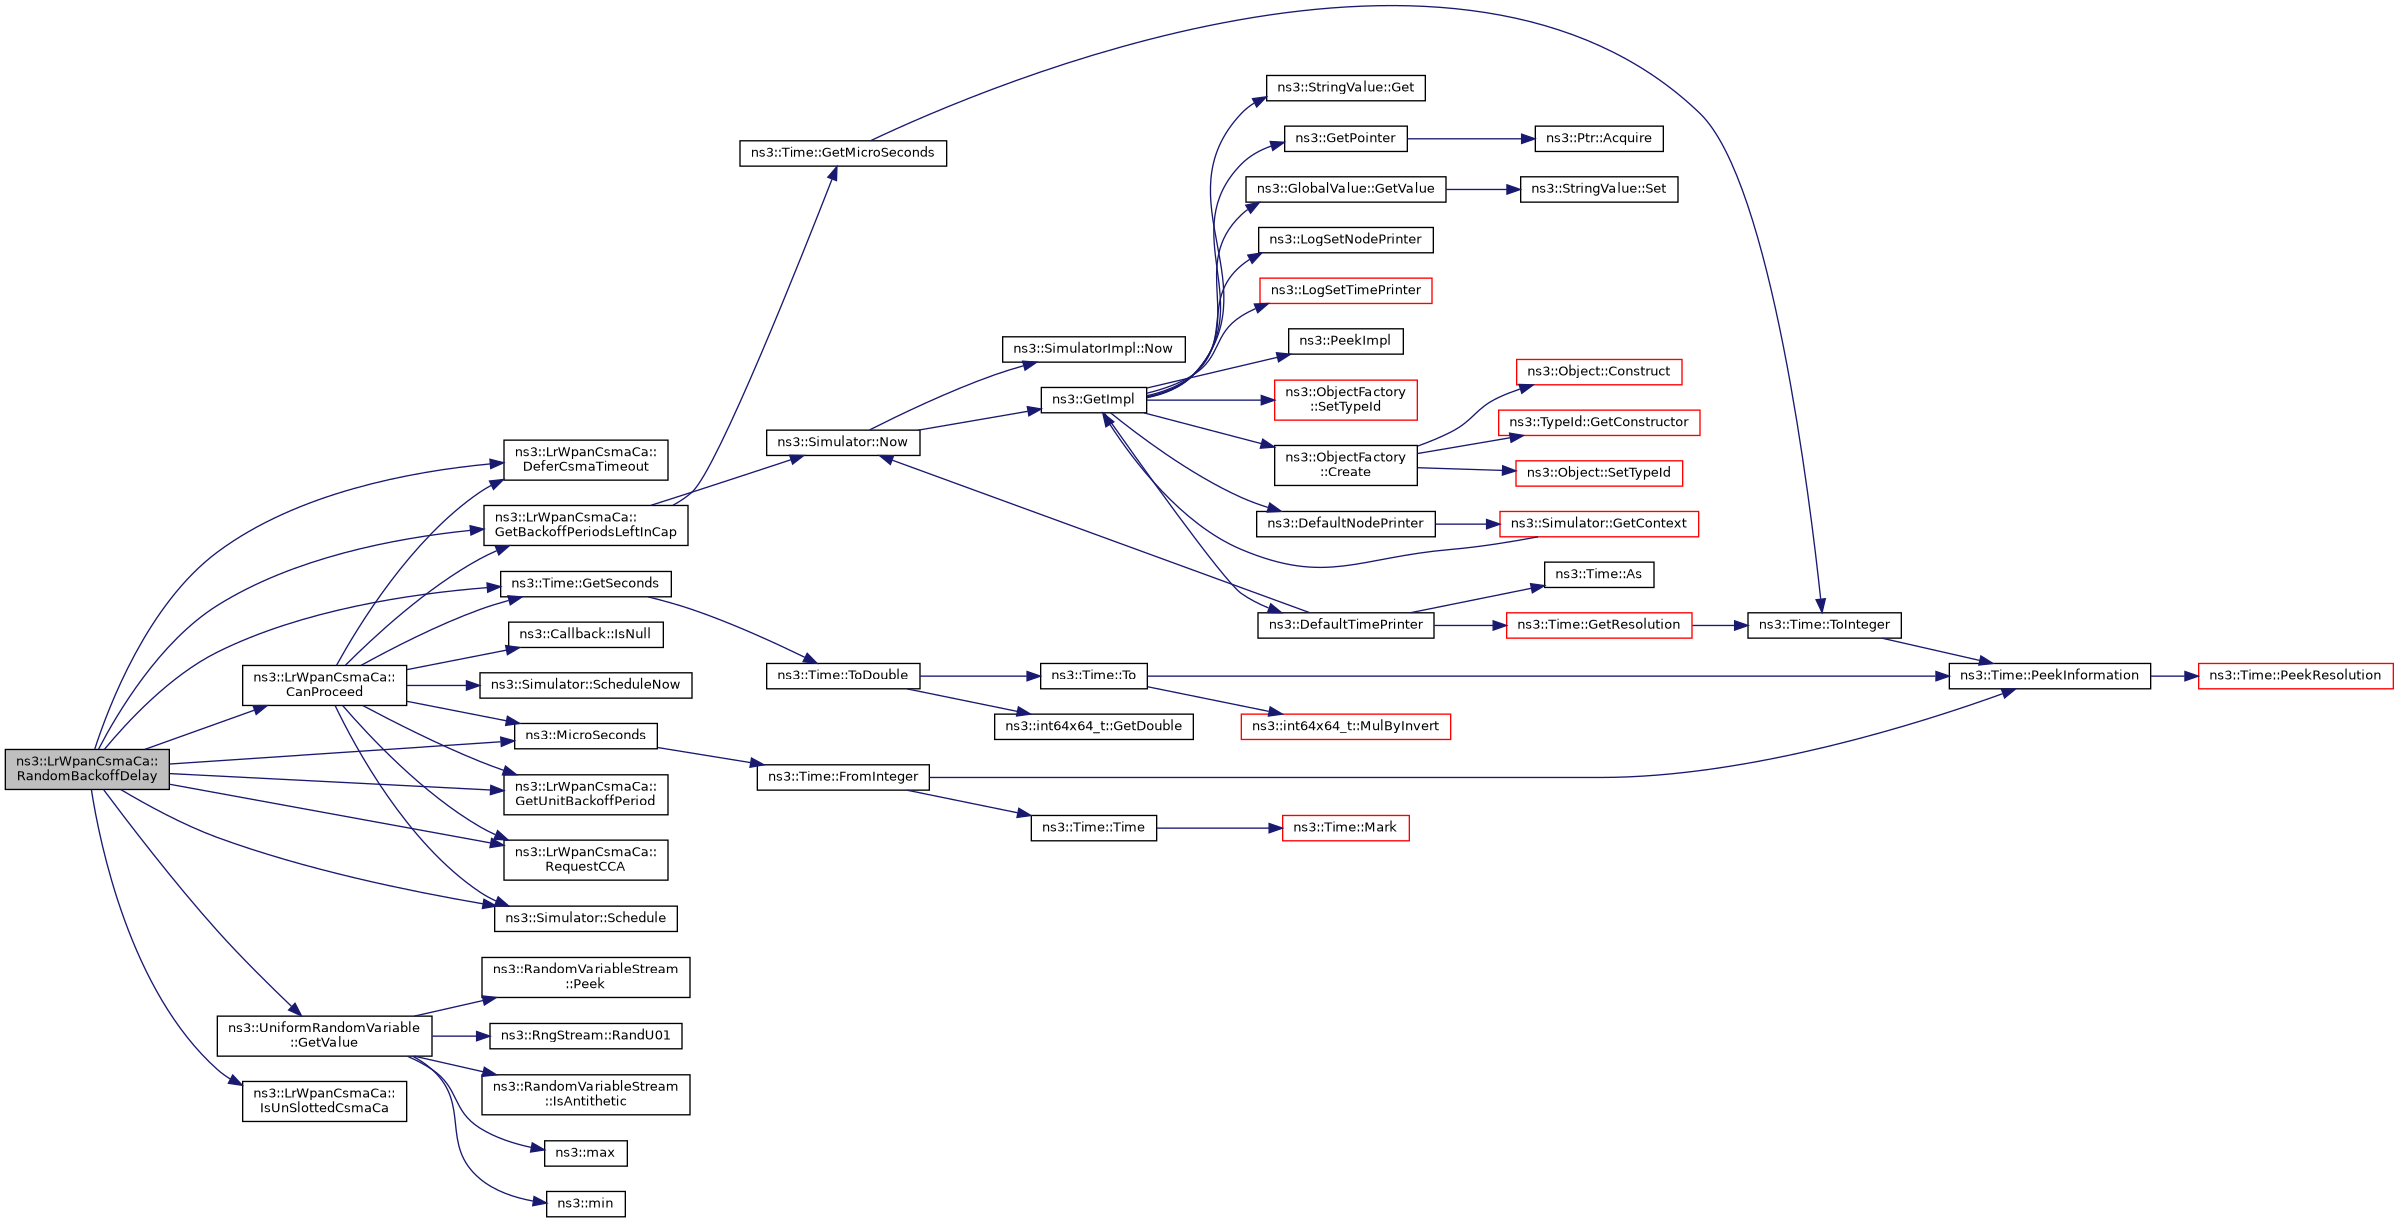 ns3::LrWpanCsmaCa::
RandomBackoffDelay
ns3::LrWpanCsmaCa::
CanProceed
ns3::UniformRandomVariable
::GetValue
ns3::LrWpanCsmaCa::
IsUnSlottedCsmaCa
ns3::LrWpanCsmaCa::
DeferCsmaTimeout
ns3::LrWpanCsmaCa::
GetBackoffPeriodsLeftInCap
ns3::Time::GetSeconds
ns3::Callback::IsNull
ns3::Simulator::ScheduleNow
ns3::MicroSeconds
ns3::LrWpanCsmaCa::
GetUnitBackoffPeriod
ns3::LrWpanCsmaCa::
RequestCCA
ns3::Simulator::Schedule
ns3::RandomVariableStream
::Peek
ns3::RngStream::RandU01
ns3::RandomVariableStream
::IsAntithetic
ns3::max
ns3::min
ns3::Time::GetMicroSeconds
ns3::Simulator::Now
ns3::Time::ToDouble
ns3::Time::FromInteger
ns3::SimulatorImpl::Now
ns3::GetImpl
ns3::Time::To
ns3::int64x64_t::GetDouble
ns3::Time::Time
ns3::StringValue::Get
ns3::GetPointer
ns3::GlobalValue::GetValue
ns3::LogSetNodePrinter
ns3::LogSetTimePrinter
ns3::PeekImpl
ns3::ObjectFactory
::SetTypeId
ns3::ObjectFactory
::Create
ns3::DefaultNodePrinter
ns3::DefaultTimePrinter
ns3::int64x64_t::MulByInvert
ns3::Time::Mark
ns3::Ptr::Acquire
ns3::StringValue::Set
ns3::Object::Construct
ns3::TypeId::GetConstructor
ns3::Object::SetTypeId
ns3::Simulator::GetContext
ns3::Time::As
ns3::Time::GetResolution
ns3::Time::ToInteger
ns3::Time::PeekInformation
ns3::Time::PeekResolution